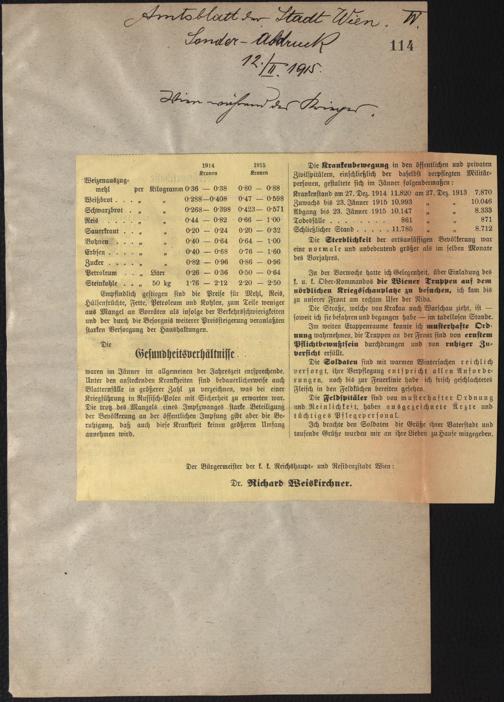 Amtsblatt der Stadt Wien. IV.
Sonder-Abdruck
114
12./II. 1915.
Wien während des Krieges.
1914 1915
Kronen Kronen
Weizenauszug-
mehl per Kilogramm 0·36 — 0·38 0·80 — 0·88
Weißbrot . . . „ „ 0·288—0·408 0·47 — 0·598
Schwarzbrot . . „ „ 0·268—0·398 0·423—0·571
Reis . . . . . „ „ 0·44 — 0·82 0·66 — 1·00
Sauerkraut . . „ „ 0·20 — 0·24 0·20 — 0·32
Bohnen . . . . „ „ 0·40 — 0·64 0·64 — 1·00
Erbsen . . . . „ „ 0·40 — 0·68 0·76 — 1·60
Zucker . . . . „ „ 0·82 — 0·96 0·86 — 0·96
Petroleum . . „ Liter 0·26 — 0·36 0·50 — 0·64
Steinkohle . . „ 50 kg 1·76 — 2·12 2·20 — 2·50
Empfindlich gestiegen sind die Preise für Mehl, Reis,
Hülsenfrüchte, Fette, Petroleum und Kohlen, zum Teile weniger
aus Mangel an Vorräten als infolge der Verkehrsschwierigkeiten
und der durch die Besorgnis weiterer Preissteigerung veranlaßten
starken Versorgung der Haushaltungen.
Die
Gesundheitsverhältnisse
waren im Jänner im allgemeinen der Jahreszeit entsprechende.
Unter den ansteckenden Krankheiten sind bedauerlicherweise auch
Blatternfälle in größerer Zahl zu verzeichnen, was bei einer
Kriegführung in Russisch-Polen mit Sicherheit zu erwarten war.
Die trotz des Mangels eines Impfzwanges starke Beteiligung
der Bevölkerung an der öffentlichen Impfung gibt aber die Be-
ruhigung, daß auch diese Krankheit keinen größeren Umfang
annehmen wird.
Die Krankenbewegung in den öffentlichen und privaten
Zivilspitälern, einschließlich der daselbst verpflegten Militär-
personen, gestaltete sich im Jänner folgendermaßen:
Krankenstand am 27. Dez. 1914 11.820 am 27. Dez. 1913 7.870
Zuwachs bis 23. Jänner 1915 10.993 . . . . . 10.046
Abgang bis 23. Jänner 1915 10.147 . . . . . 8.333
Todesfälle . . . . . . 861 . . . . . 871
Schließlicher Stand . . . . 11.785 . . . . . 8.712
Die Sterblichkeit der ortsanfälligen Bevölkerung war
eine normale und unbedeutend größer als im selben Monate
des Vorjahres.
In der Vorwoche hatte ich Gelegenheit, über Einladung des
k. u. k. Ober-Kommandos die Wiener Truppen auf dem
nördlichen Kriegsschauplatze zu besuchen, ich kam bis
zu unserer Front am rechten Ufer der Nida.
Die Straße, welche von Krakau nach Warschau zieht, ist —
soweit ich sie befahren und begangen habe — in tadellosem Stande.
Im weiten Etappenraume konnte ich musterhafte Ord-
nung wahrnehmen, die Truppen an der Front sind von ernstem
Pflichtbewußtsein durchdrungen und von ruhiger Zu-
versicht erfüllt.
Die Soldaten sind mit warmen Wintersachen reichlich
versorgt, ihre Verpflegung entspricht allen Anforde-
rungen, noch bis zur Feuerlinie habe ich frisch geschlachtetes
Fleisch in den Feldküchen bereiten gesehen.
Die Feldspitäler sind von musterhafter Ordnung
und Reinlichkeit, haben ausgezeichnete Ärzte und
tüchtiges Pflegepersonal.
Ich brachte den Soldaten die Grüße ihrer Vaterstadt und
tausende Grüße wurden mir an ihre Lieben zu Hause mitgegeben.
Der Bürgermeister der k. k. Reichshaupt- und Residenzstadt Wien:
Dr. Richard Weiskirchner.